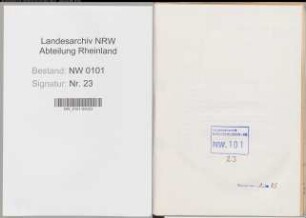 Landesarchiv NRW
Abteilung Rheinland
Bestand: NW 0101
Signatur: Nr. 23
NW. 101
23